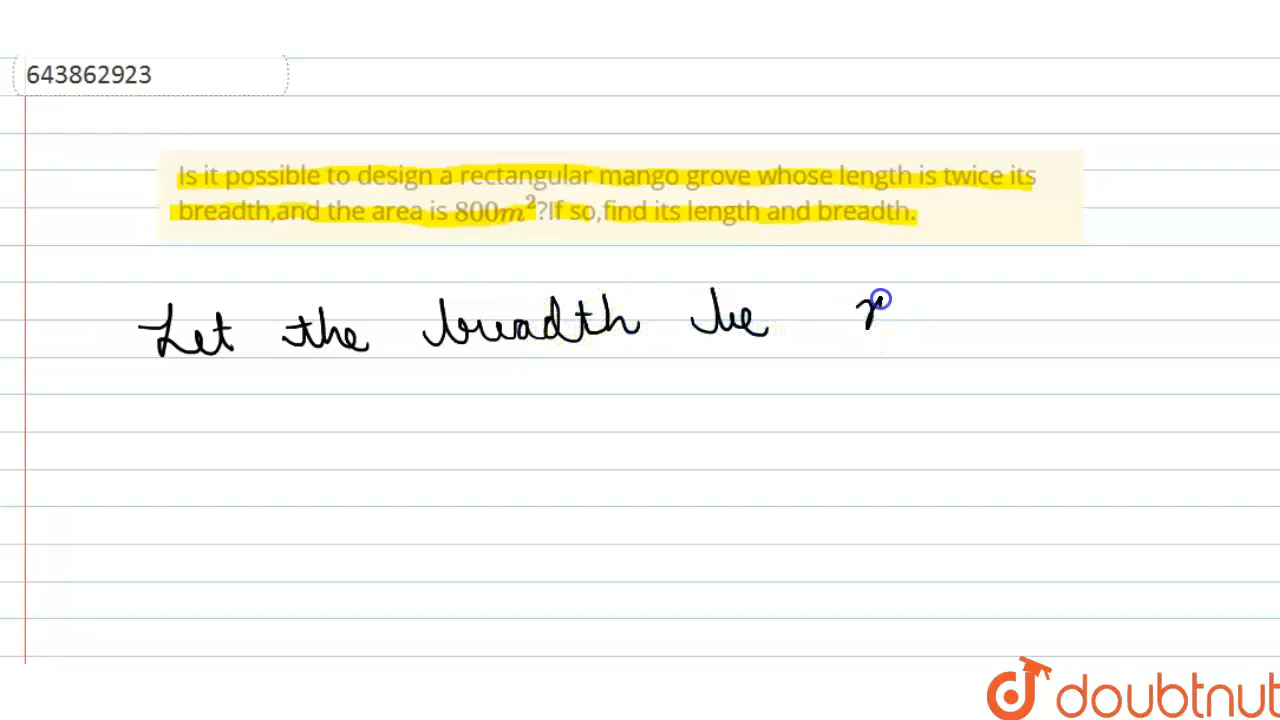 643862923
Is it possible to design a rectangular mango grove whose length is twice its
breadth,and the area is 800m²?If so,find its length and breadth.
Let the breadth be x
doubtnut